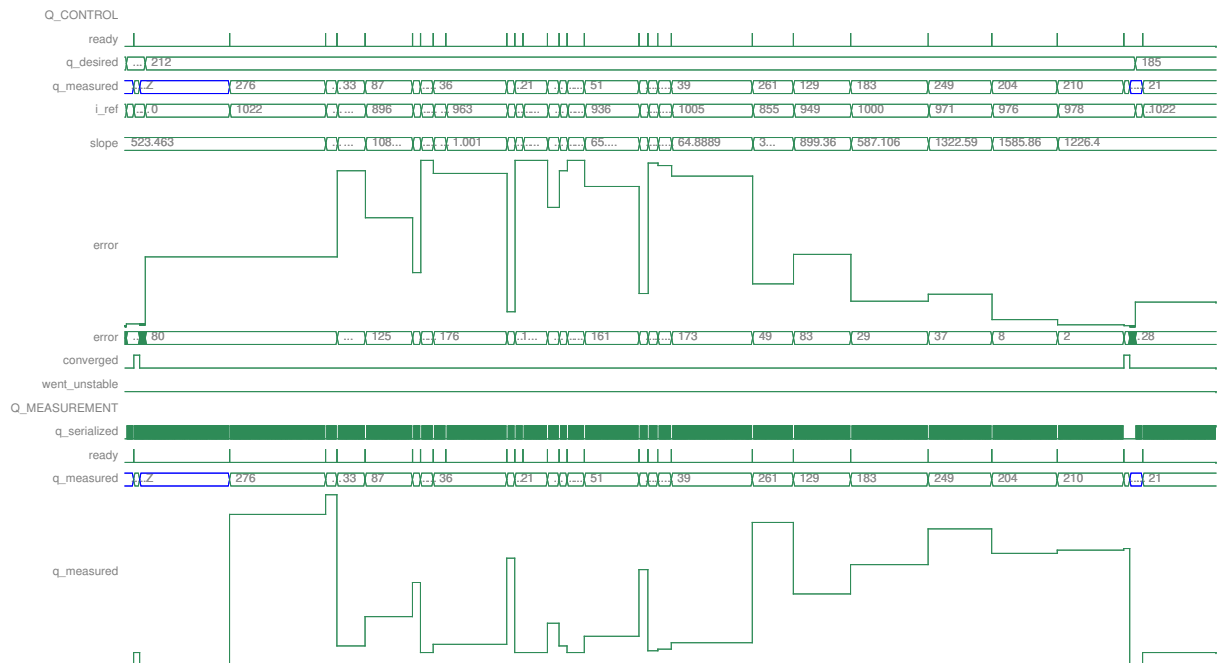 Q_CONTROL
ready
q_desired ... 212 185
q_measured ..Z 276 .33 87 .... 36 .21 .... 51 .... 39 261 129 183 249 204 210 ... 21
i_ref ...0 1022 ... 896 .... 963 .... 936 .... 1005 855 949 1000 971 976 978 ..1022
slope 523.463 ... 108... .... 1.001 .... 65.... .... 64.8889 3... 899.36 587.106 1322.59 1585.86 1226.4
error
error .. 80 ... 125 .... 176 .1... .... 161 .... 173 49 83 29 37 8 2 .28
converged
went_unstable
Q_MEASUREMENT
q_serialized
ready
q_measured ..Z 276 .33 87 .... 36 .21 .... 51 .... 39 261 129 183 249 204 210 ... 21
q_measured